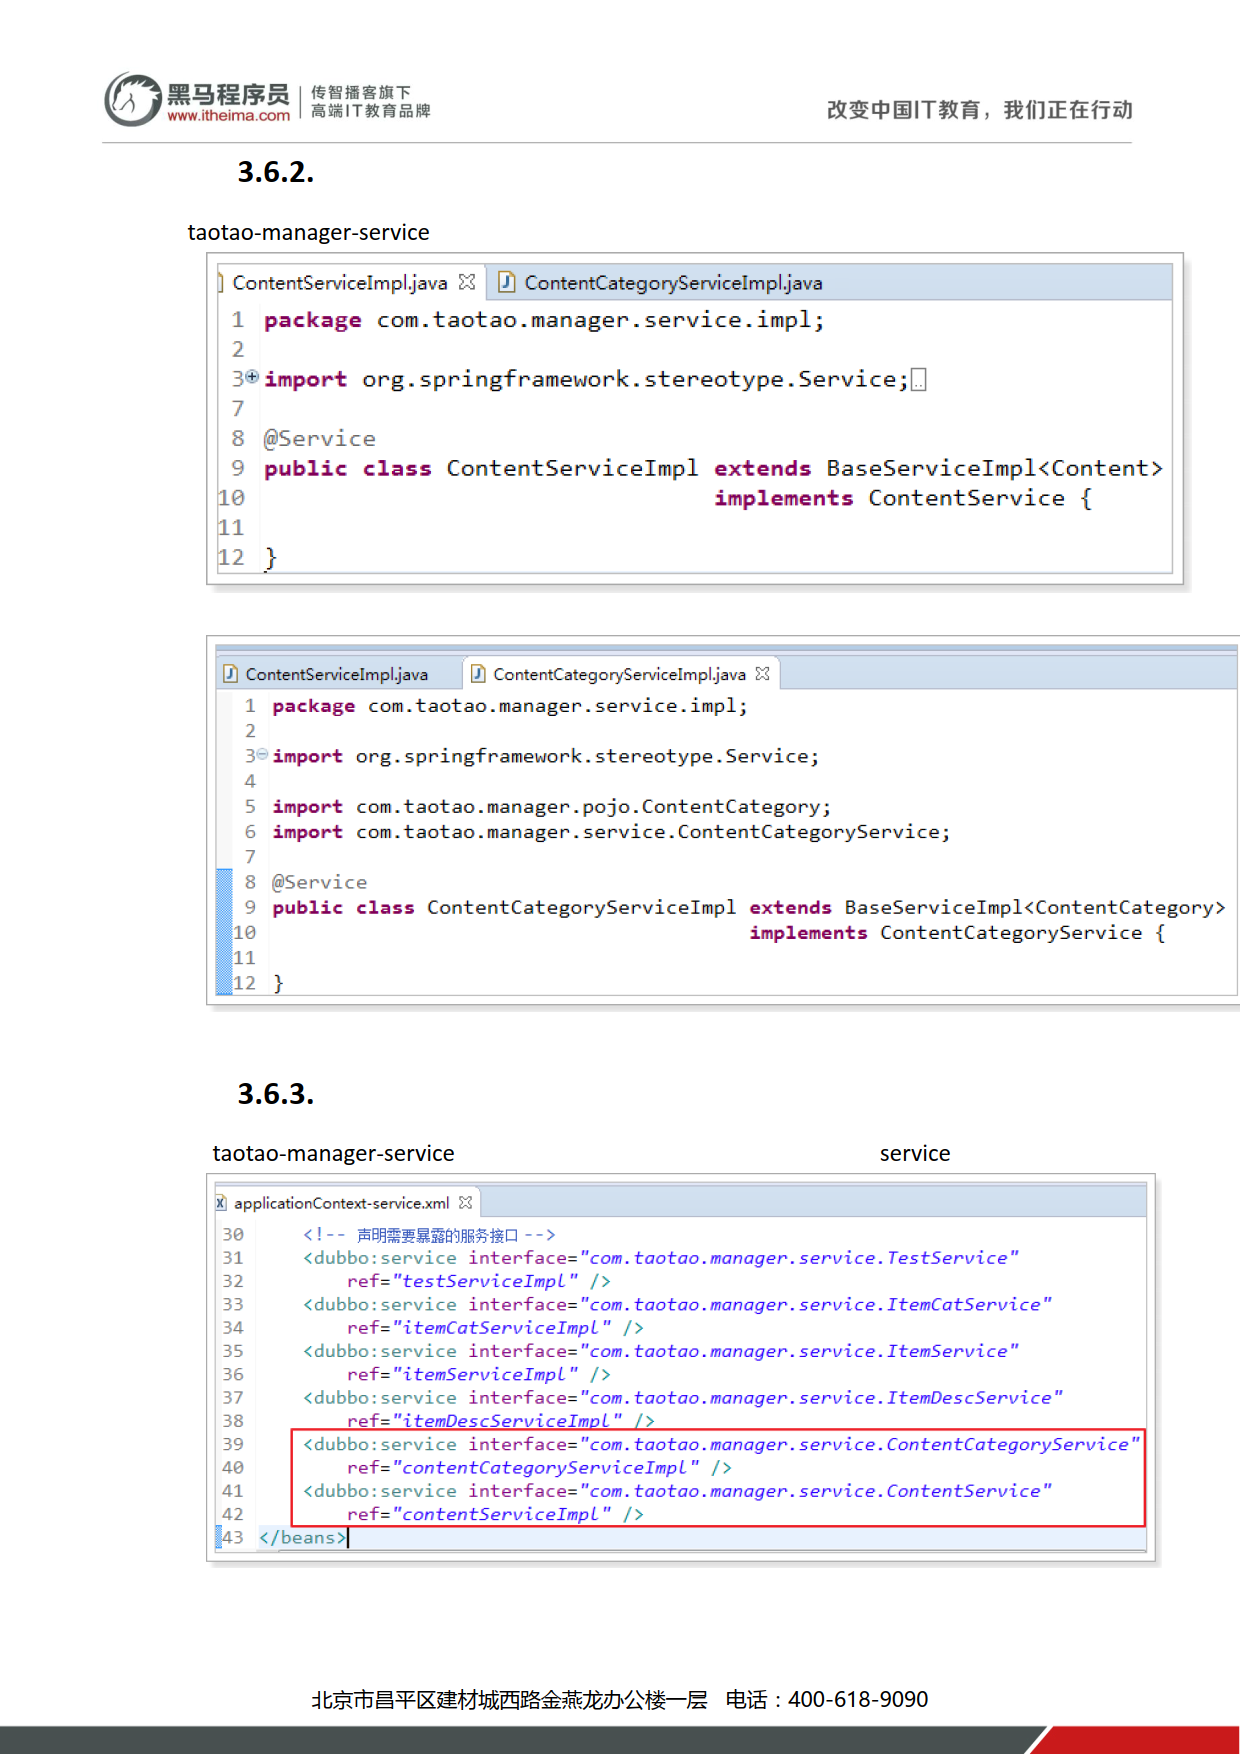 黑马程序员
www.itheima.com
传智播客旗下
高端IT教育品牌
改变中国IT教育，我们正在行动
3.6.2.
taotao-manager-service
ContentServiceImpl.java ContentCategoryServiceImpl.java
1 package com.taotao.manager.service.impl;
2
3 import org.springframework.stereotype.Service;
7
8 @Service
9 public class ContentServiceImpl extends BaseServiceImpl<Content>
10 implements ContentService {
11
12 }
ContentServiceImpl.java ContentCategoryServiceImpl.java
1 package com.taotao.manager.service.impl;
2
3 import org.springframework.stereotype.Service;
4
5 import com.taotao.manager.pojo.ContentCategory;
6 import com.taotao.manager.service.ContentCategoryService;
7
8 @Service
9 public class ContentCategoryServiceImpl extends BaseServiceImpl<ContentCategory>
10 implements ContentCategoryService {
11
12 }
3.6.3.
taotao-manager-service service
applicationContext-service.xml
30 <!-- 声明需要暴露的服务接口 -->
31 <dubbo:service interface="com.taotao.manager.service.TestService"
32 ref="testServiceImpl" />
33 <dubbo:service interface="com.taotao.manager.service.ItemCatService"
34 ref="itemCatServiceImpl" />
35 <dubbo:service interface="com.taotao.manager.service.ItemService"
36 ref="itemServiceImpl" />
37 <dubbo:service interface="com.taotao.manager.service.ItemDescService"
38 ref="itemDescServiceImpl" />
39 <dubbo:service interface="com.taotao.manager.service.ContentCategoryService"
40 ref="contentCategoryServiceImpl" />
41 <dubbo:service interface="com.taotao.manager.service.ContentService"
42 ref="contentServiceImpl" />
43 </beans>
北京市昌平区建材城西路金燕龙办公楼一层 电话：400-618-9090